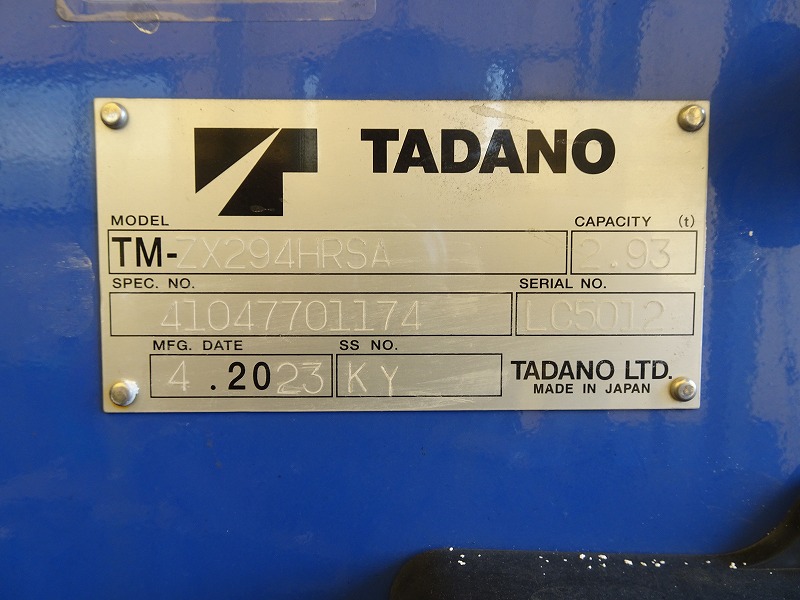 TADANO
MODEL CAPACITY (t)
TM-ZX294HRSA 2.93
SPEC. NO. SERIAL NO.
41047701174 LC5012
MFG. DATE SS NO.
4 .2023 KY TADANO LTD.
MADE IN JAPAN